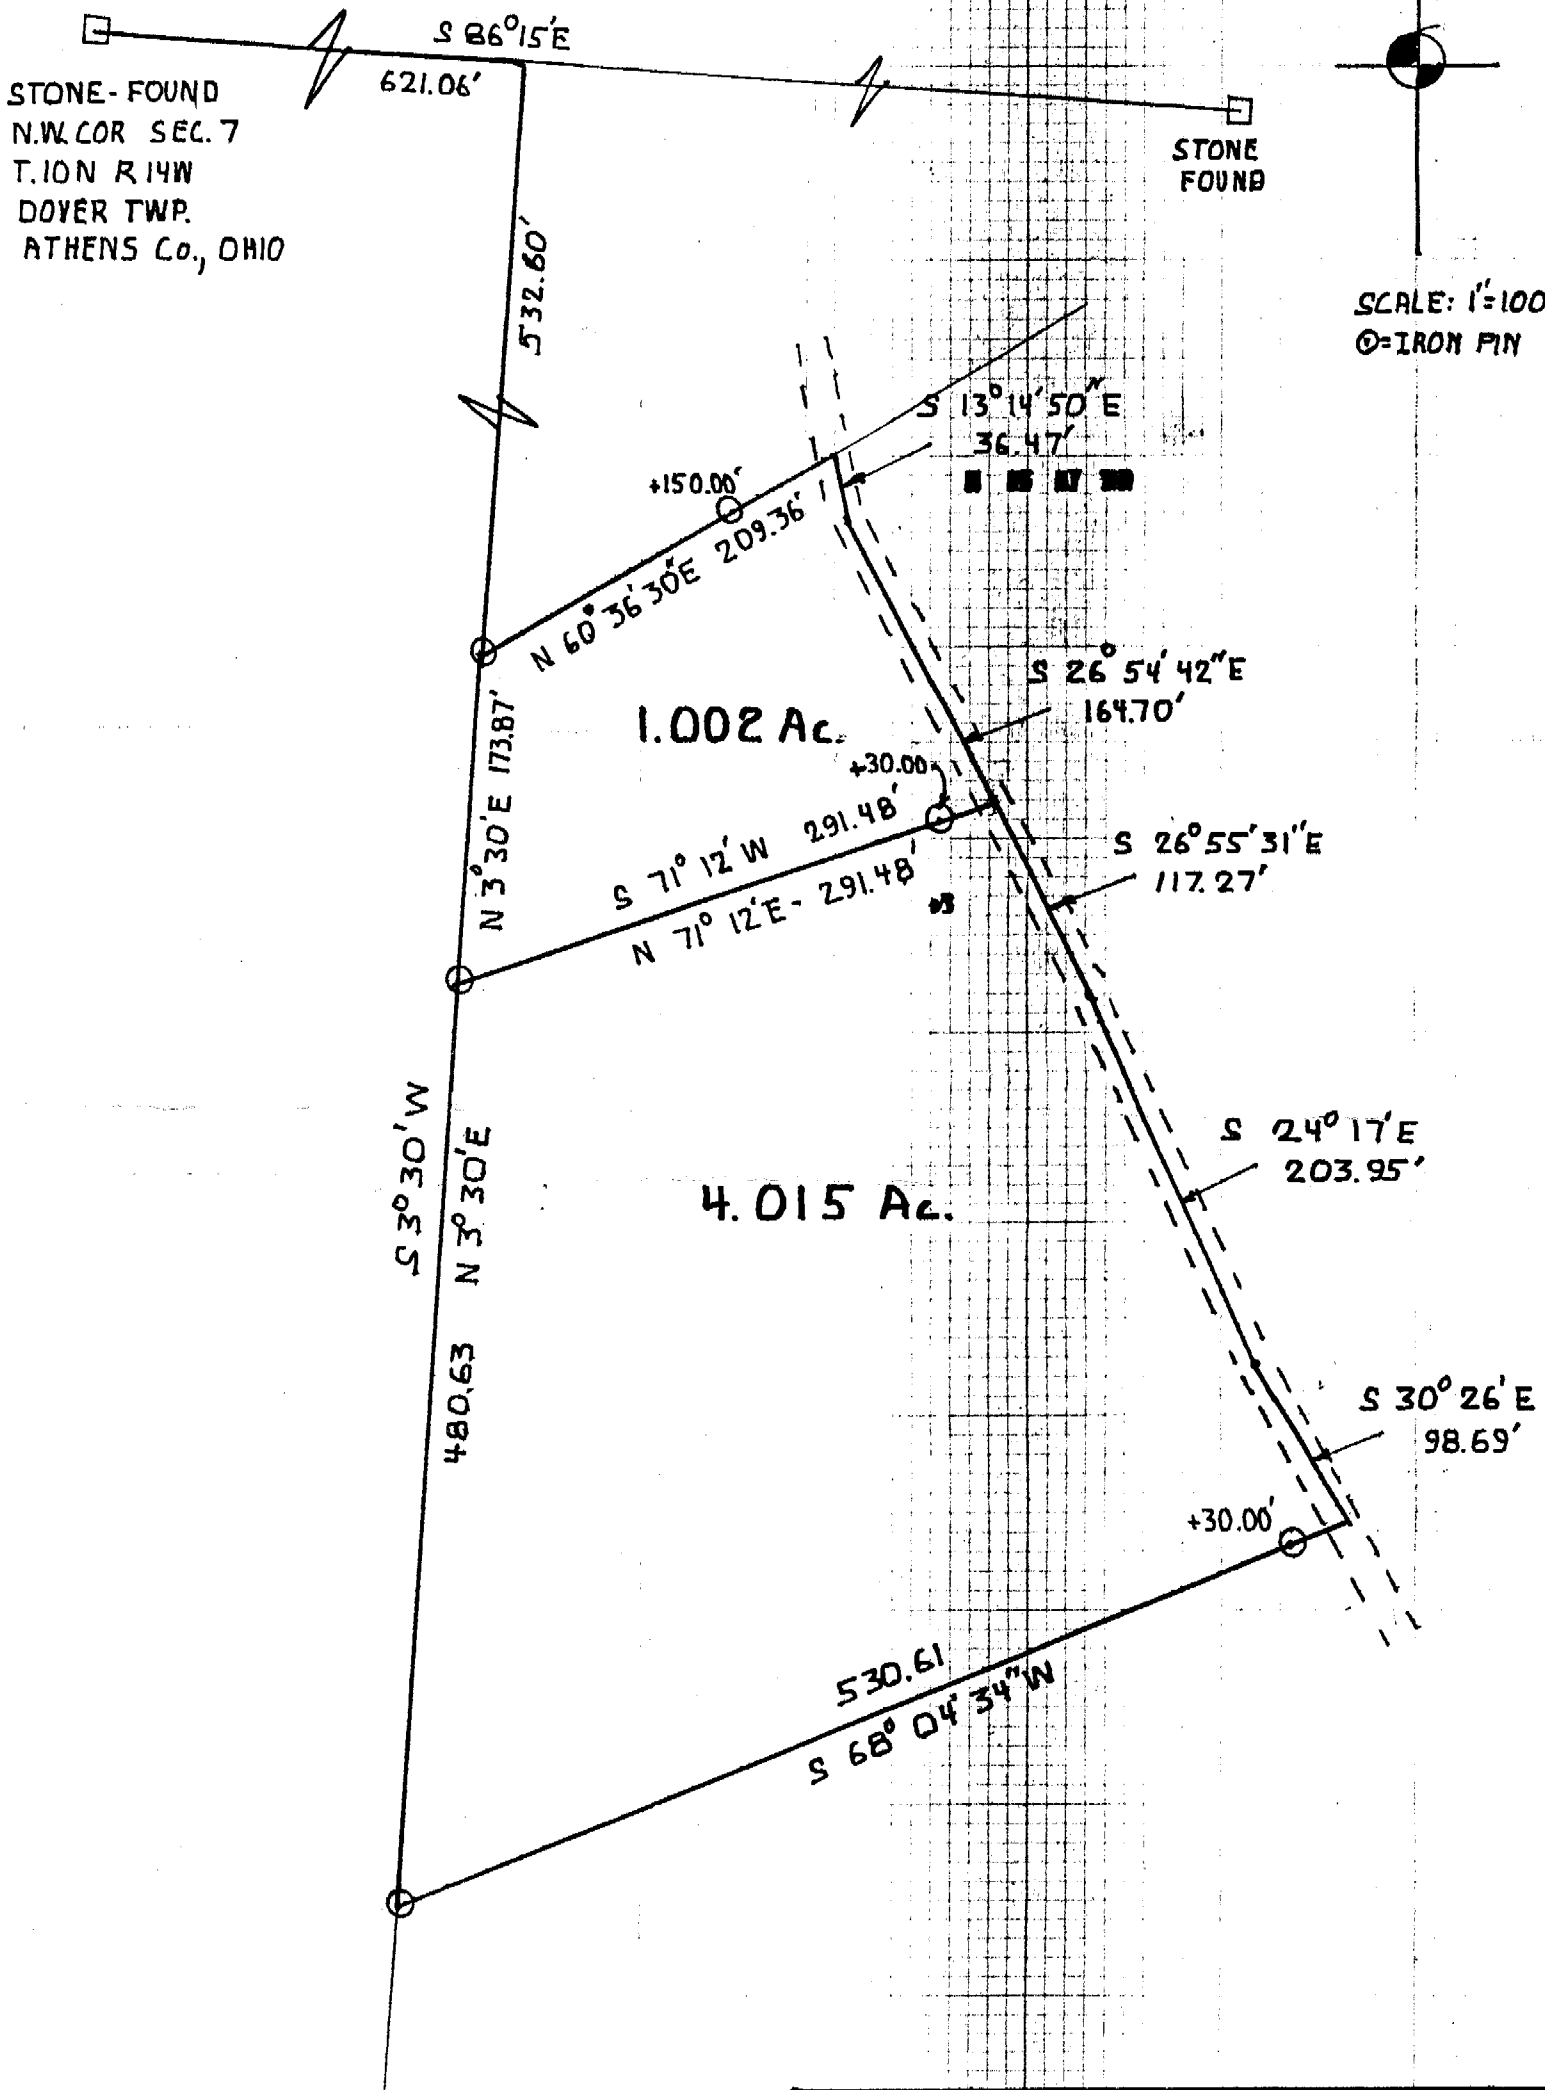 S 86°15'E
621.06'
STONE-FOUND
N.W. COR SEC. 7
T.10N R14W
DOVER TWP.
ATHENS Co., OHIO
STONE
FOUND
532.60'
SCALE: 1"=100
⊙=IRON PIN
S 13°14'50"E
36.47'
+150.00'
N 60°36'30"E 209.36'
S 26°54'42"E
164.70'
1.002 Ac.
N 3°30'E 173.87'
+30.00
S 71°12'W 291.48'
N 71°12'E - 291.48'
S 26°55'31"E
117.27'
S 3°30'W
N 3°30'E
480.63
4.015 Ac.
S 24°17'E
203.95'
S 30°26'E
98.69'
+30.00'
530.61
S 68°04'34"W